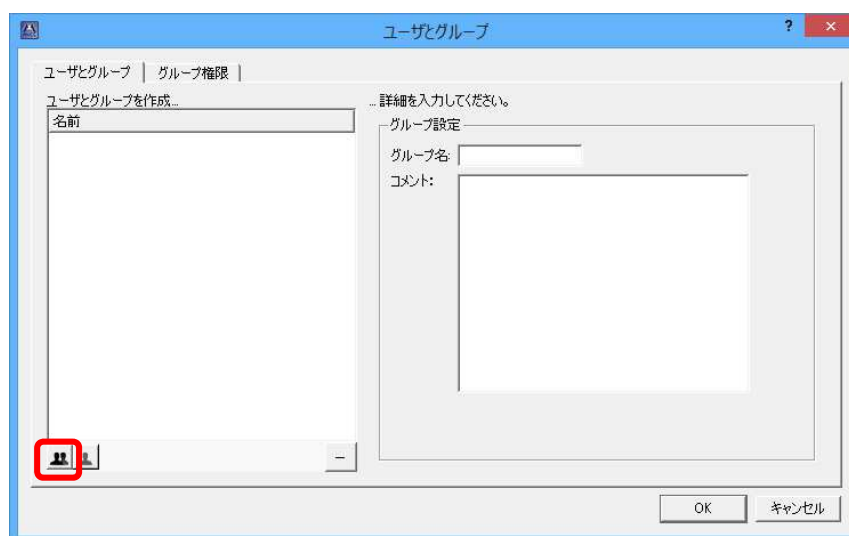 ユーザとグループ
?
×
ユーザとグループ
グループ権限
ユーザとグループを作成...
...詳細を入力してください。
名前
グループ設定
グループ名:
コメント:
−
OK
キャンセル